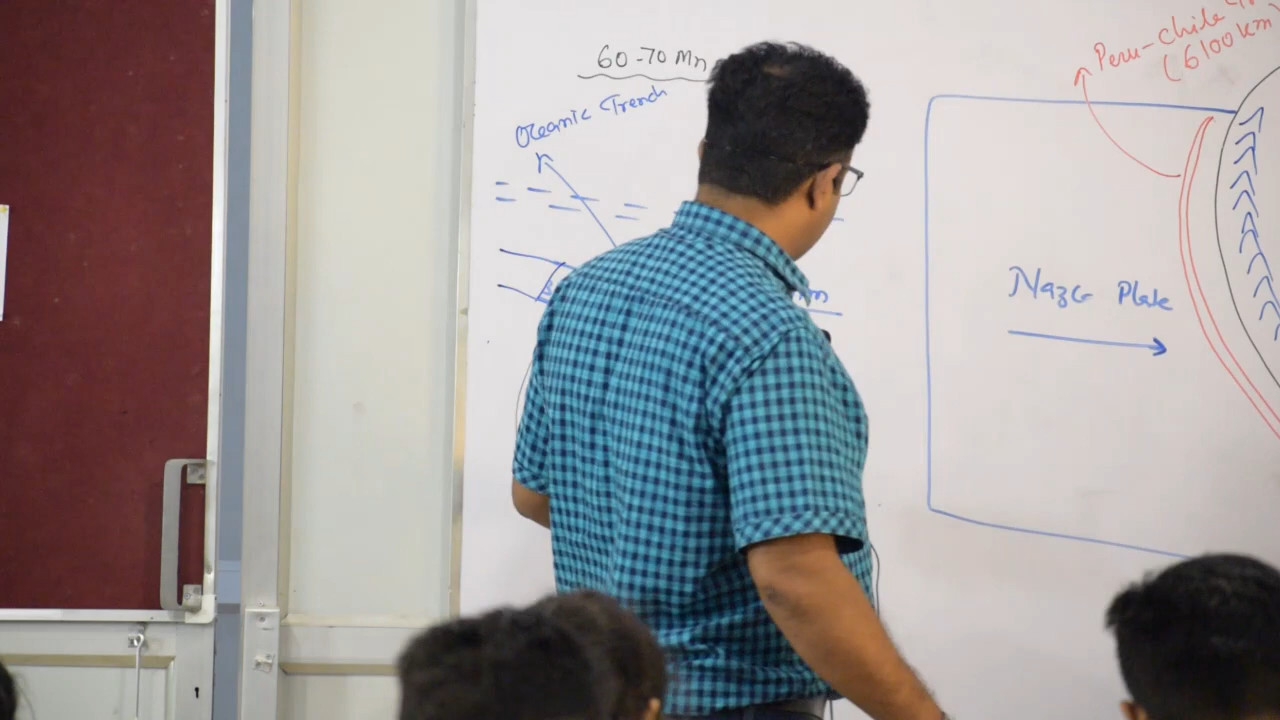 60-70 Mn
Oceanic Trench
Peru-Chile
(6100 km)
Nazca Plate